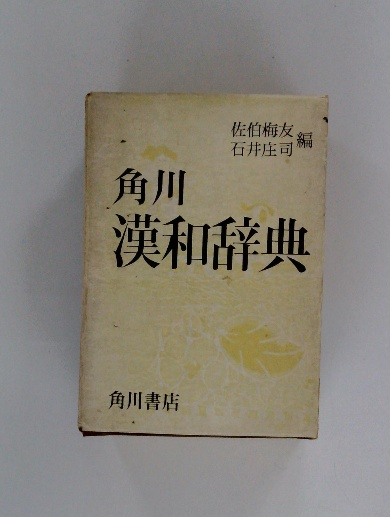 佐伯梅友
石井庄司 編
角川
漢和辞典
角川書店